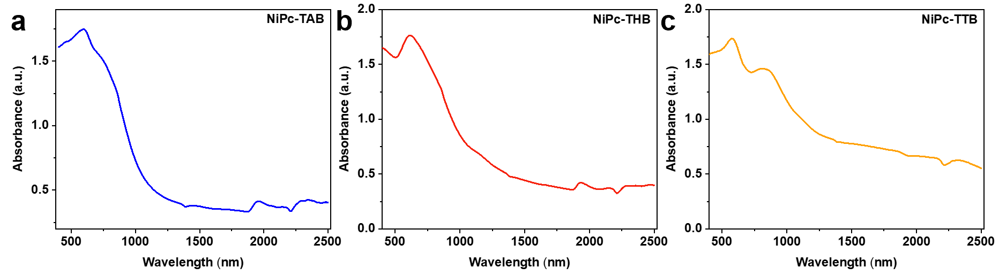 a
NiPc-TAB
Absorbance (a.u.)
1.5
1.0
0.5
500 1000 1500 2000 2500
Wavelength (nm)
b
NiPc-THB
Absorbance (a.u.)
2.0
1.5
1.0
0.5
0.0
500 1000 1500 2000 2500
Wavelength (nm)
c
NiPc-TTB
Absorbance (a.u.)
2.0
1.5
1.0
0.5
0.0
500 1000 1500 2000 2500
Wavelength (nm)